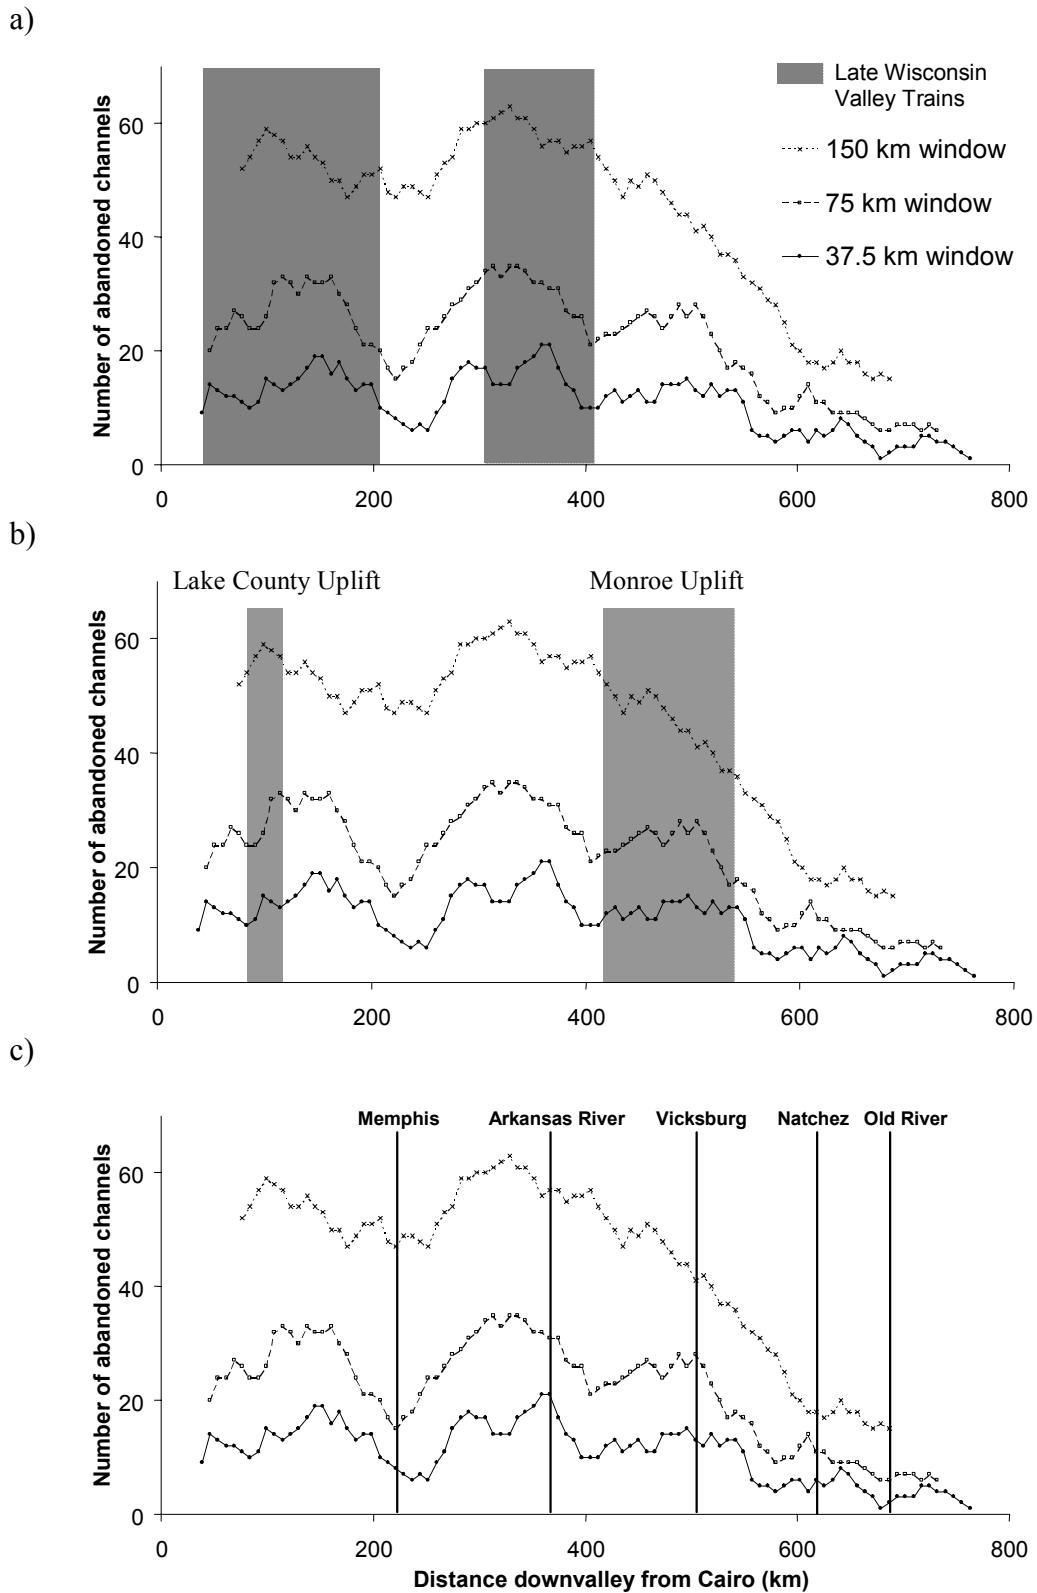 a)
Number of abandoned channels
60
40
20
0
0 200 400 600 800
Late Wisconsin
Valley Trains
150 km window
75 km window
37.5 km window
b)
Lake County Uplift Monroe Uplift
Number of abandoned channels
60
40
20
0
0 200 400 600 800
c)
Memphis Arkansas River Vicksburg Natchez Old River
Number of abandoned channels
60
40
20
0
0 200 400 600 800
Distance downvalley from Cairo (km)